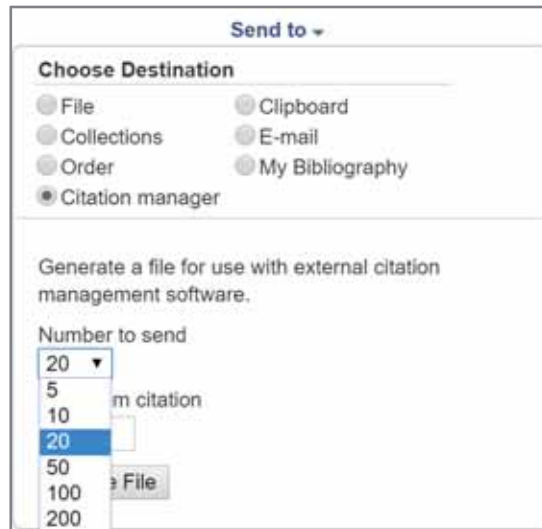 Send to
Choose Destination
File Clipboard
Collections E-mail
Order My Bibliography
Citation manager
Generate a file for use with external citation
management software.
Number to send
20
5
m citation
10
20
50
e File
100
200